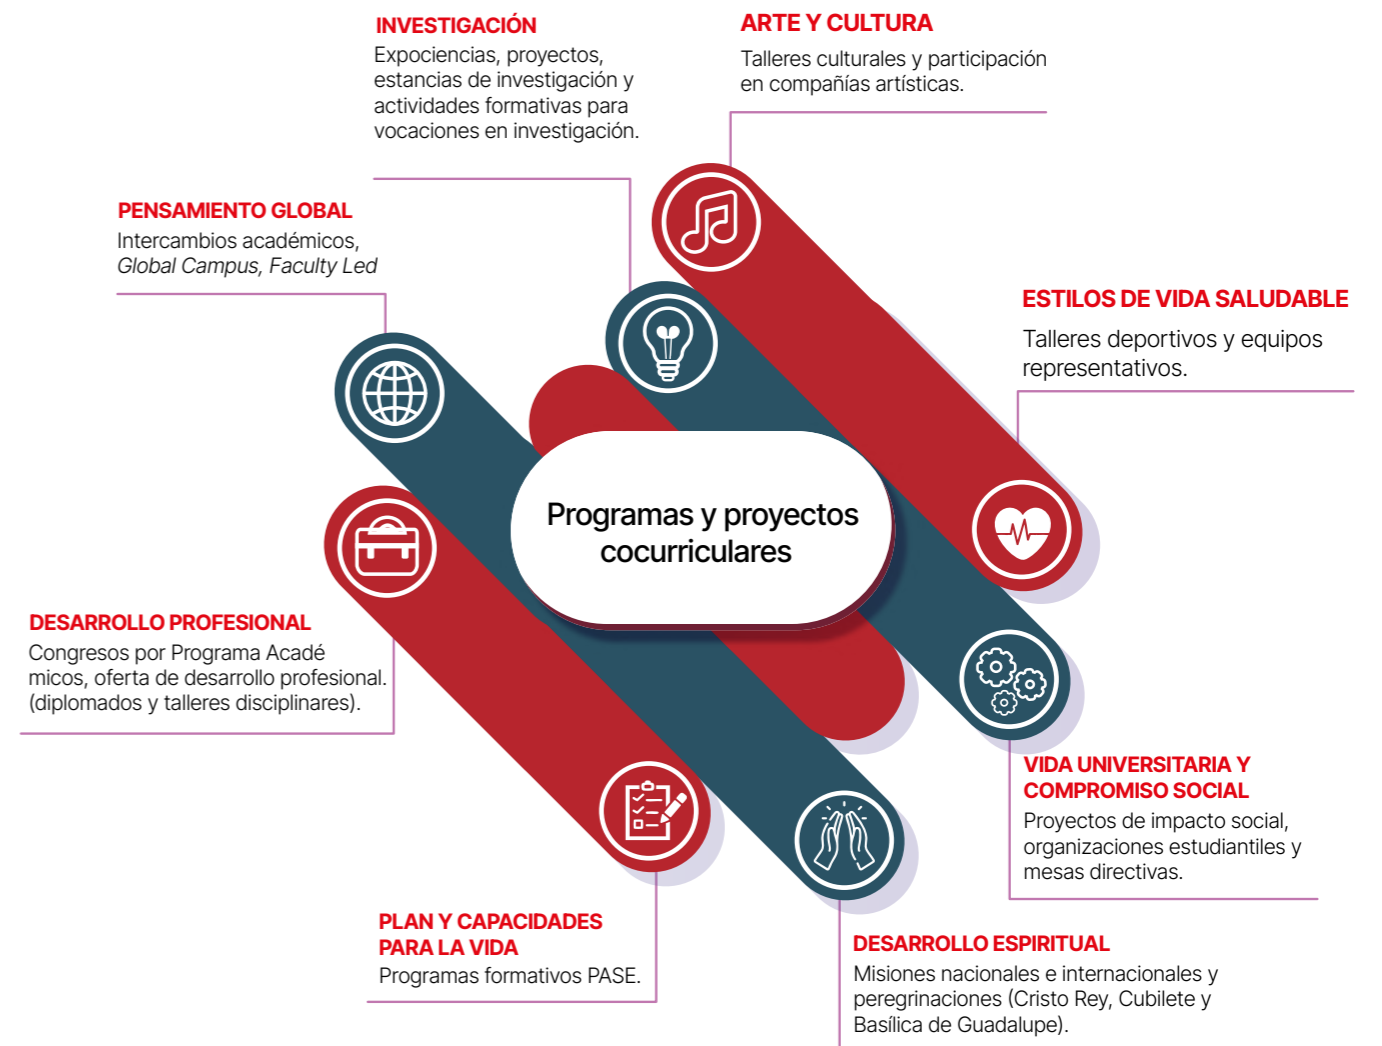 INVESTIGACIÓN
Expociencias, proyectos,
estancias de investigación y
actividades formativas para
vocaciones en investigación.
ARTE Y CULTURA
Talleres culturales y participación
en compañías artísticas.
PENSAMIENTO GLOBAL
Intercambios académicos,
Global Campus, Faculty Led
ESTILOS DE VIDA SALUDABLE
Talleres deportivos y equipos
representativos.
Programas y proyectos
cocurriculares
DESARROLLO PROFESIONAL
Congresos por Programa Acadé
micos, oferta de desarrollo profesional.
(diplomados y talleres disciplinares).
VIDA UNIVERSITARIA Y
COMPROMISO SOCIAL
Proyectos de impacto social,
organizaciones estudiantiles y
mesas directivas.
PLAN Y CAPACIDADES
PARA LA VIDA
Programas formativos PASE.
DESARROLLO ESPIRITUAL
Misiones nacionales e internacionales y
peregrinaciones (Cristo Rey, Cubilete y
Basílica de Guadalupe).